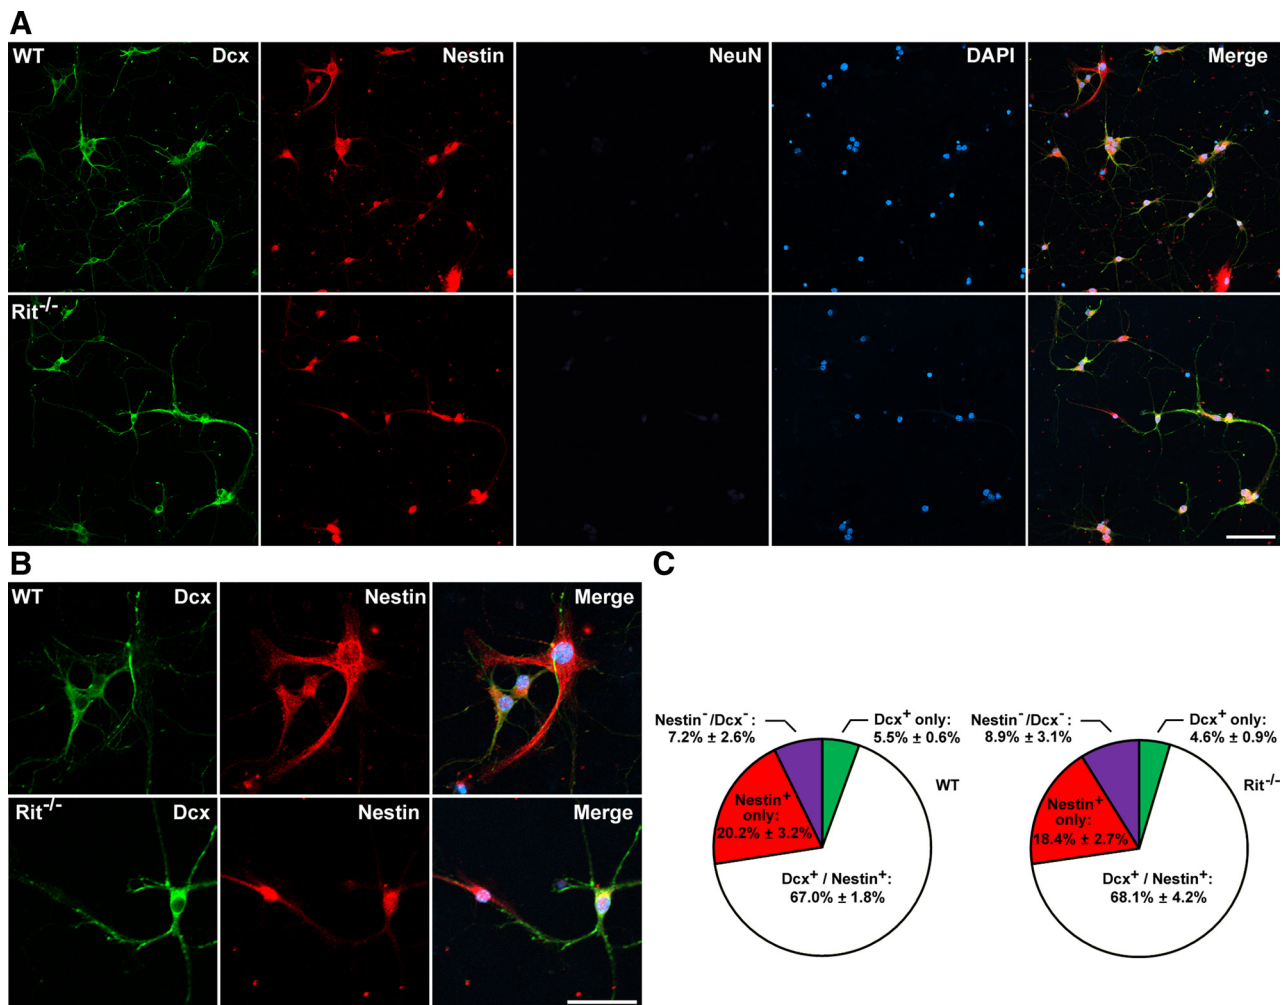 A
WT Dcx Nestin NeuN DAPI Merge
Rit-/-
B
WT Dcx Nestin Merge
Rit-/- Dcx Nestin Merge
C
Nestin-/Dcx-:
7.2% ± 2.6%
Dcx+ only:
5.5% ± 0.6%
WT
Nestin+
only:
20.2% ± 3.2%
Dcx+ / Nestin+:
67.0% ± 1.8%
Nestin-/Dcx-:
8.9% ± 3.1%
Dcx+ only:
4.6% ± 0.9%
Rit-/-
Nestin+
only:
18.4% ± 2.7%
Dcx+ / Nestin+:
68.1% ± 4.2%